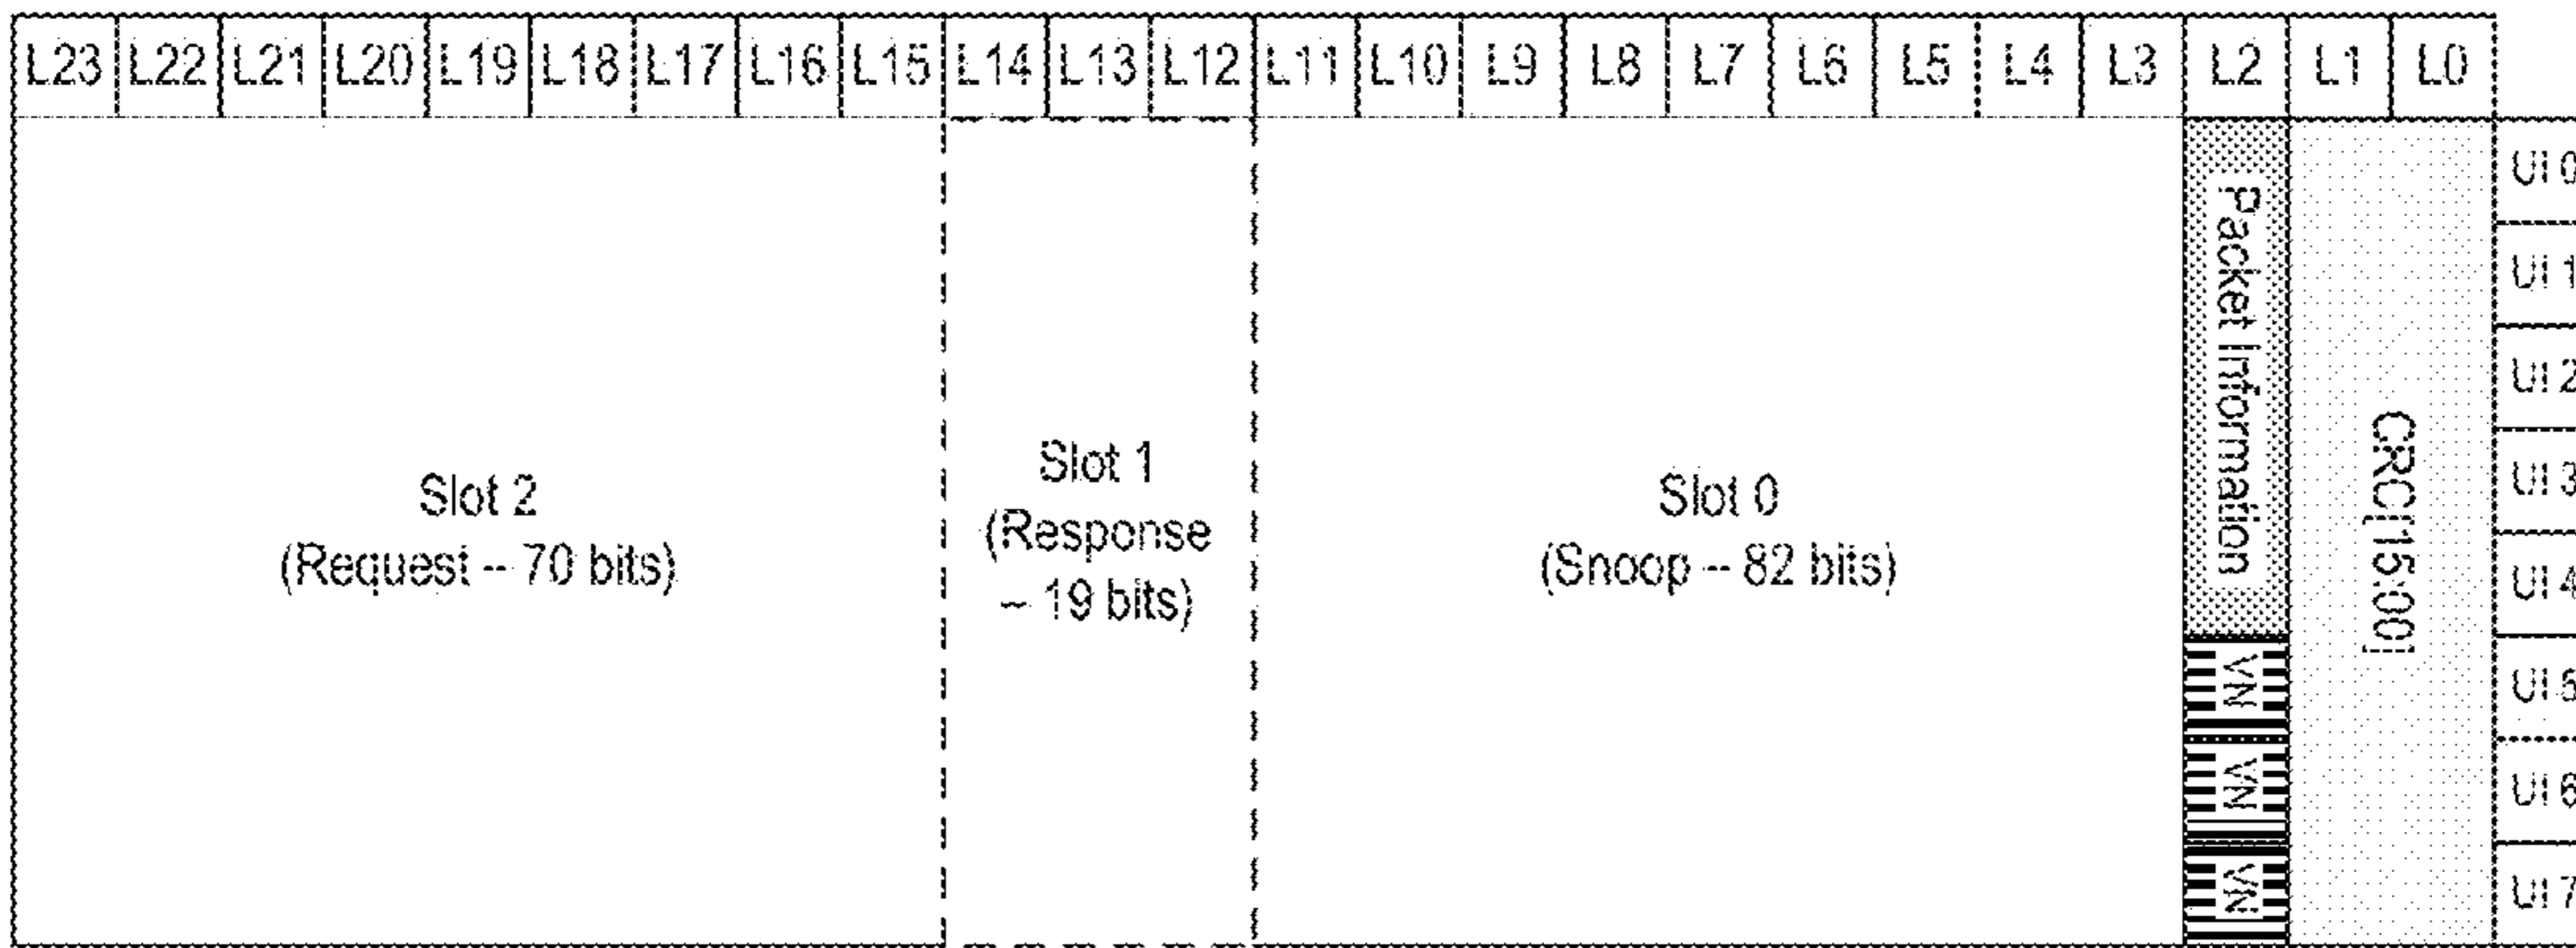 L23 L22 L21 L20 L19 L18 L17 L16 L15 L14 L13 L12 L11 L10 L9 L8 L7 L6 L5 L4 L3 L2 L1 L0
Slot 2
(Request -- 70 bits)
Slot 1
(Response
-- 19 bits)
Slot 0
(Snoop -- 82 bits)
Packet Information
VN
VN
VN
CRC[15:00]
UI 0
UI 1
UI 2
UI 3
UI 4
UI 5
UI 6
UI 7